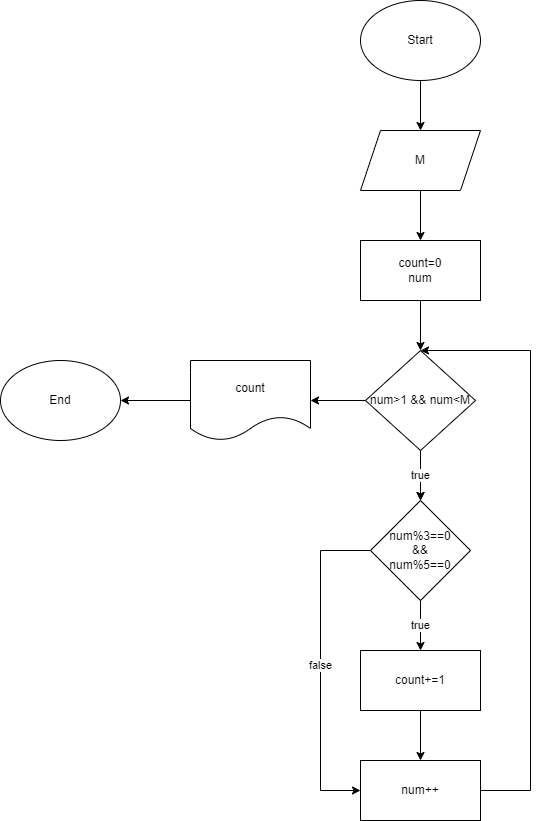 Start
M
count=0
num
num>1 && num<M
count
End
true
num%3==0
&&
num%5==0
true
false
count+=1
num++